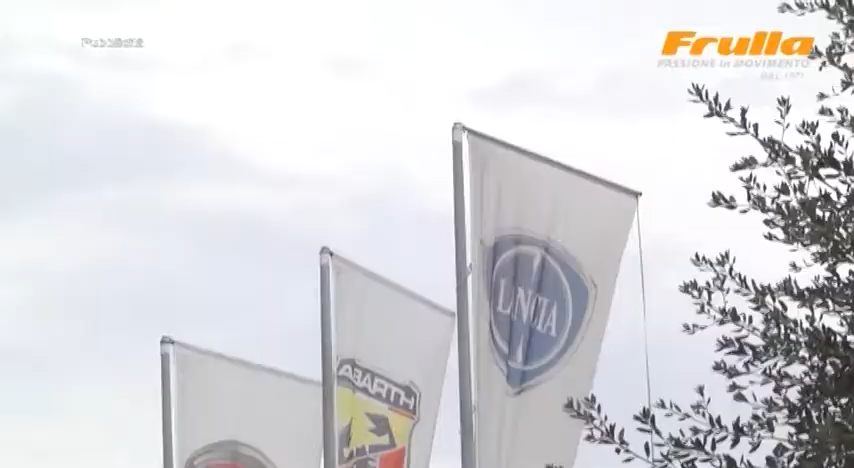 Pubblicità
Frulla
PASSIONE in MOVIMENTO
DAL 1971
LANCIA
ABARTH